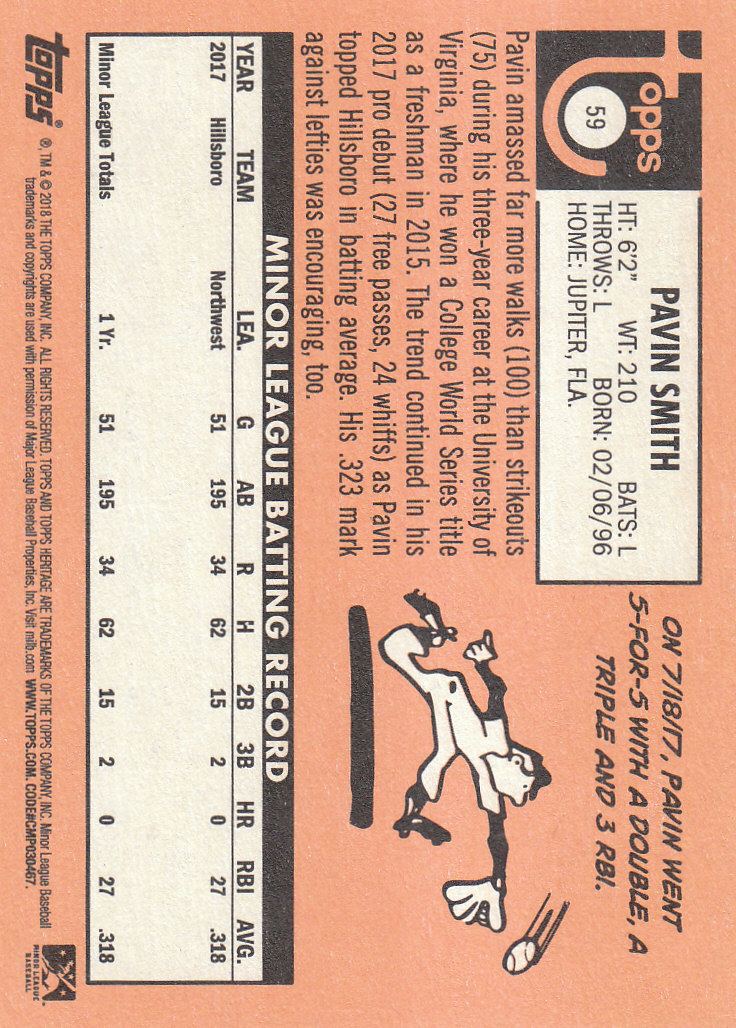 topps
59
PAVIN SMITH
HT: 6'2" WT: 210 BATS: L
THROWS: L BORN: 02/06/96
HOME: JUPITER, FLA.
ON 7/18/17, PAVIN WENT
5-FOR-5 WITH A DOUBLE, A
TRIPLE AND 3 RBI.
Pavin amassed far more walks (100) than strikeouts
(75) during his three-year career at the University of
Virginia, where he won a College World Series title
as a freshman in 2015. The trend continued in his
2017 pro debut (27 free passes, 24 whiffs) as Pavin
topped Hillsboro in batting average. His .323 mark
against lefties was encouraging, too.
MINOR LEAGUE BATTING RECORD
YEAR TEAM LEA. G AB R H 2B 3B HR RBI AVG.
2017 Hillsboro Northwest 51 195 34 62 15 2 0 27 .318
Minor League Totals 1 Yr. 51 195 34 62 15 2 0 27 .318
topps®
®, TM & © 2018 THE TOPPS COMPANY, INC. ALL RIGHTS RESERVED. TOPPS AND TOPPS HERITAGE ARE TRADEMARKS OF THE TOPPS COMPANY, INC. Minor League Baseball
trademarks and copyrights are used with permission of Major League Baseball Properties, Inc. Visit milb.com WWW.TOPPS.COM. CODE#CMP030467.
MINOR LEAGUE
BASEBALL